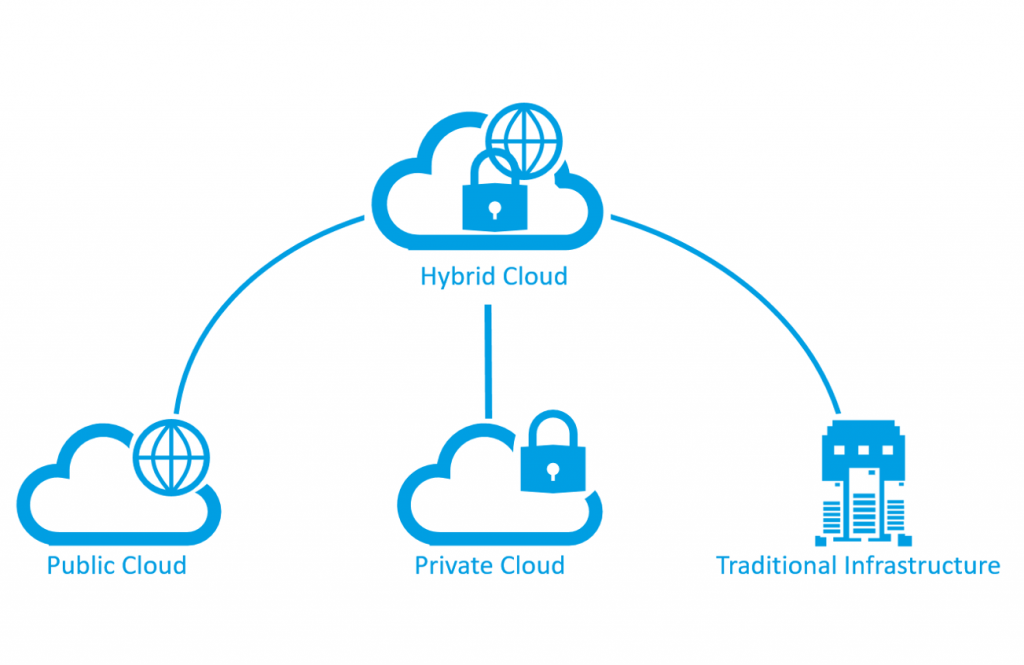 Hybrid Cloud
Public Cloud
Private Cloud
Traditional Infrastructure